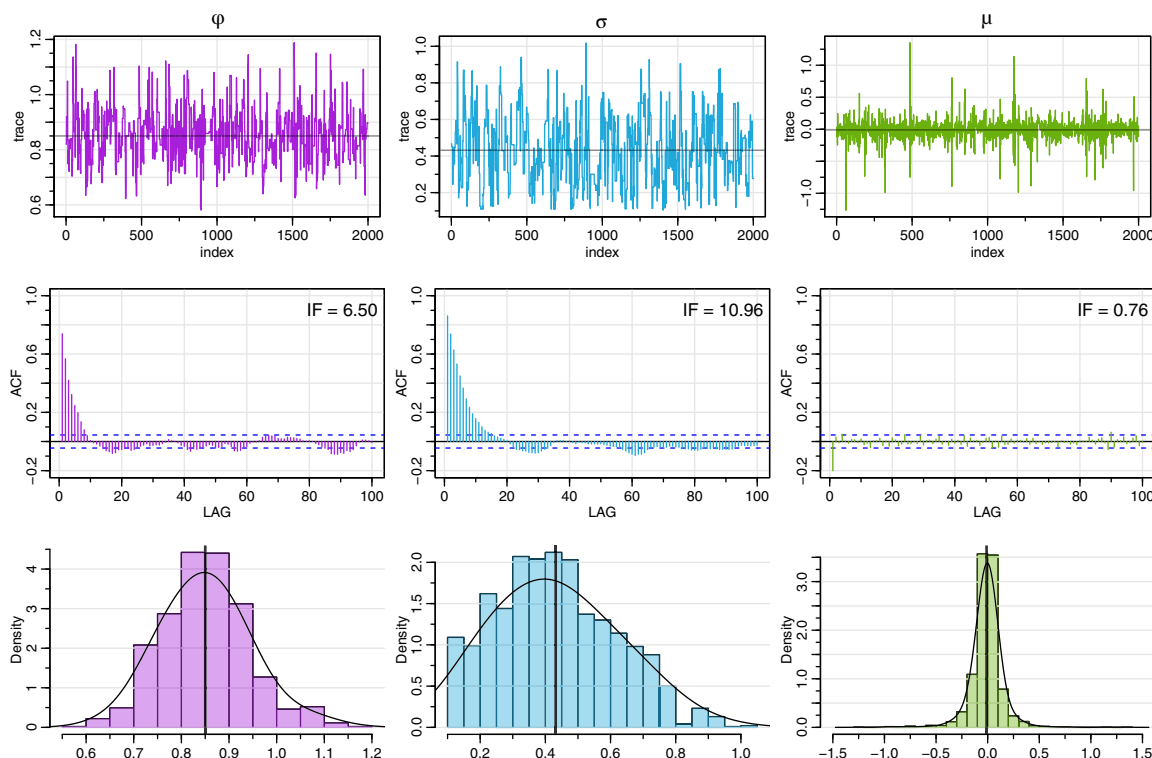 φ σ μ
trace
0.6 0.8 1.0 1.2
0 500 1000 1500 2000
index
trace
0.2 0.4 0.6 0.8 1.0
0 500 1000 1500 2000
index
trace
−1.0 0.0 0.5 1.0
0 500 1000 1500 2000
index
IF = 6.50
ACF
−0.2 0.2 0.6 1.0
0 20 40 60 80 100
LAG
IF = 10.96
ACF
−0.2 0.2 0.6 1.0
0 20 40 60 80 100
LAG
IF = 0.76
ACF
−0.2 0.2 0.6 1.0
0 20 40 60 80 100
LAG
Density
0 1 2 3 4
0.6 0.7 0.8 0.9 1.0 1.1 1.2
Density
0.0 0.5 1.0 1.5 2.0
0.2 0.4 0.6 0.8 1.0
Density
0.0 1.0 3.0
−1.5 −0.5 0.0 0.5 1.5